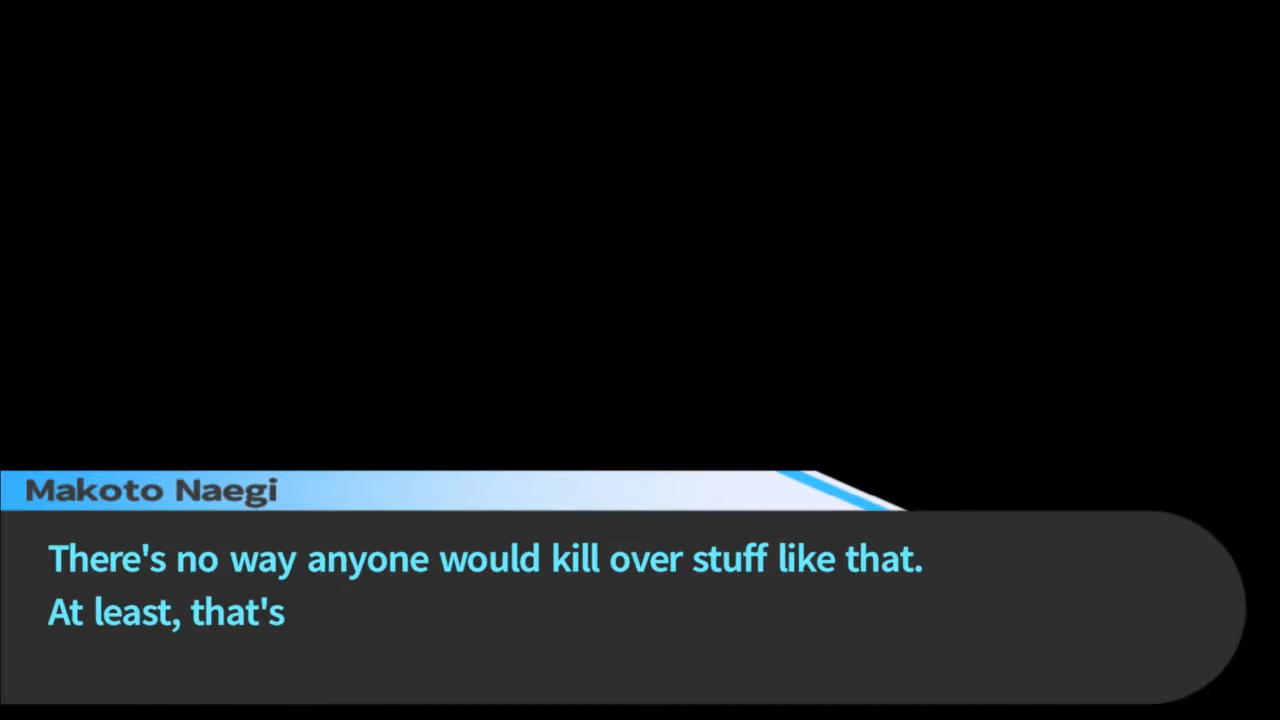 Makoto Naegi
There's no way anyone would kill over stuff like that.
At least, that's